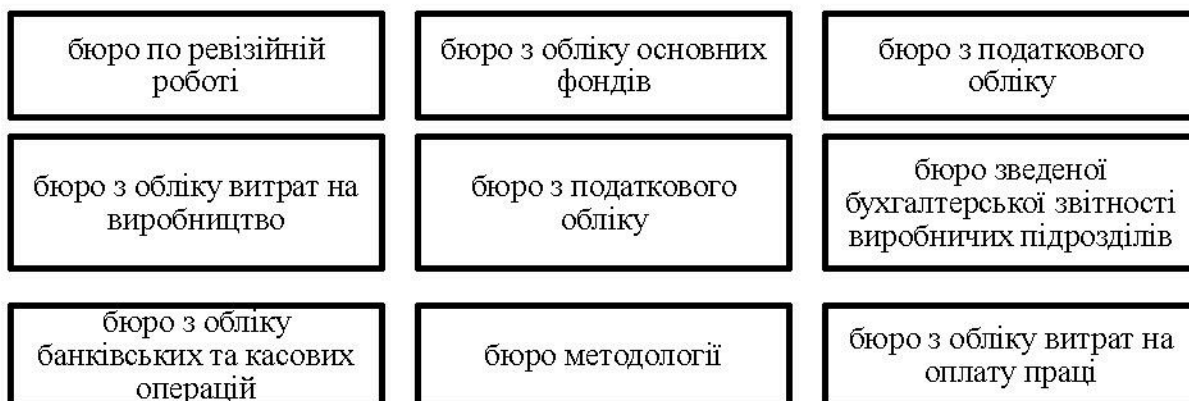 бюро по ревізійній
роботі
бюро з обліку основних
фондів
бюро з податкового
обліку
бюро з обліку витрат на
виробництво
бюро з податкового
обліку
бюро зведеної
бухгалтерської звітності
виробничих підрозділів
бюро з обліку
банківських та касових
операцій
бюро методології
бюро з обліку витрат на
оплату праці